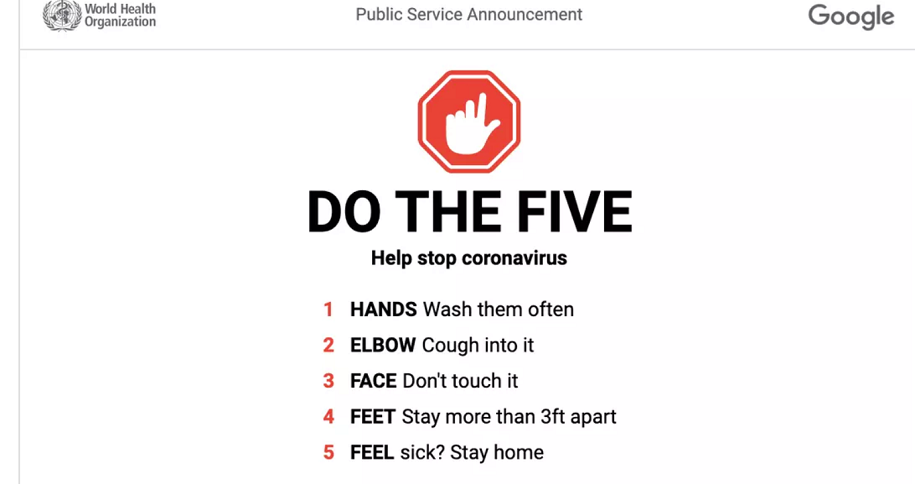 World Health
Organization
Public Service Announcement
Google
DO THE FIVE
Help stop coronavirus
1 HANDS Wash them often
2 ELBOW Cough into it
3 FACE Don't touch it
4 FEET Stay more than 3ft apart
5 FEEL sick? Stay home